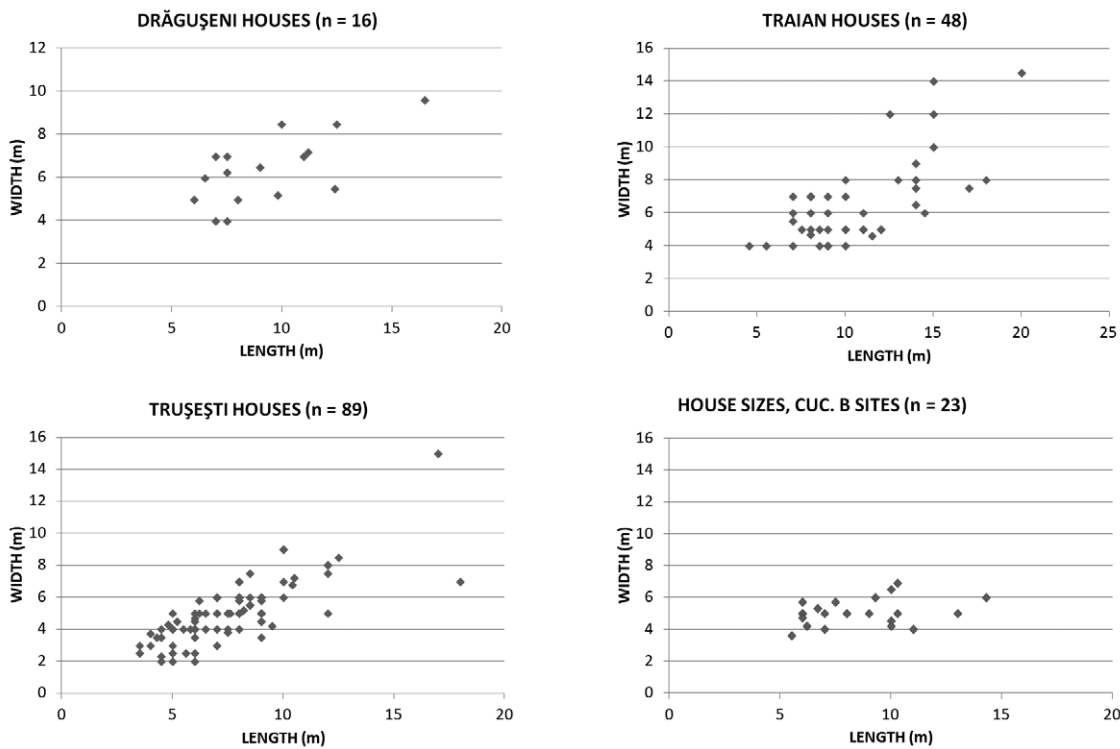 DRĂGUŞENI HOUSES (n = 16)
12
10
8
6
4
2
0
WIDTH (m)
0 5 10 15 20
LENGTH (m)
TRAIAN HOUSES (n = 48)
16
14
12
10
8
6
4
2
0
WIDTH (m)
0 5 10 15 20 25
LENGTH (m)
TRUŞEŞTI HOUSES (n = 89)
16
14
12
10
8
6
4
2
0
WIDTH (m)
0 5 10 15 20
LENGTH (m)
HOUSE SIZES, CUC. B SITES (n = 23)
16
14
12
10
8
6
4
2
0
WIDTH (m)
0 5 10 15 20
LENGTH (m)